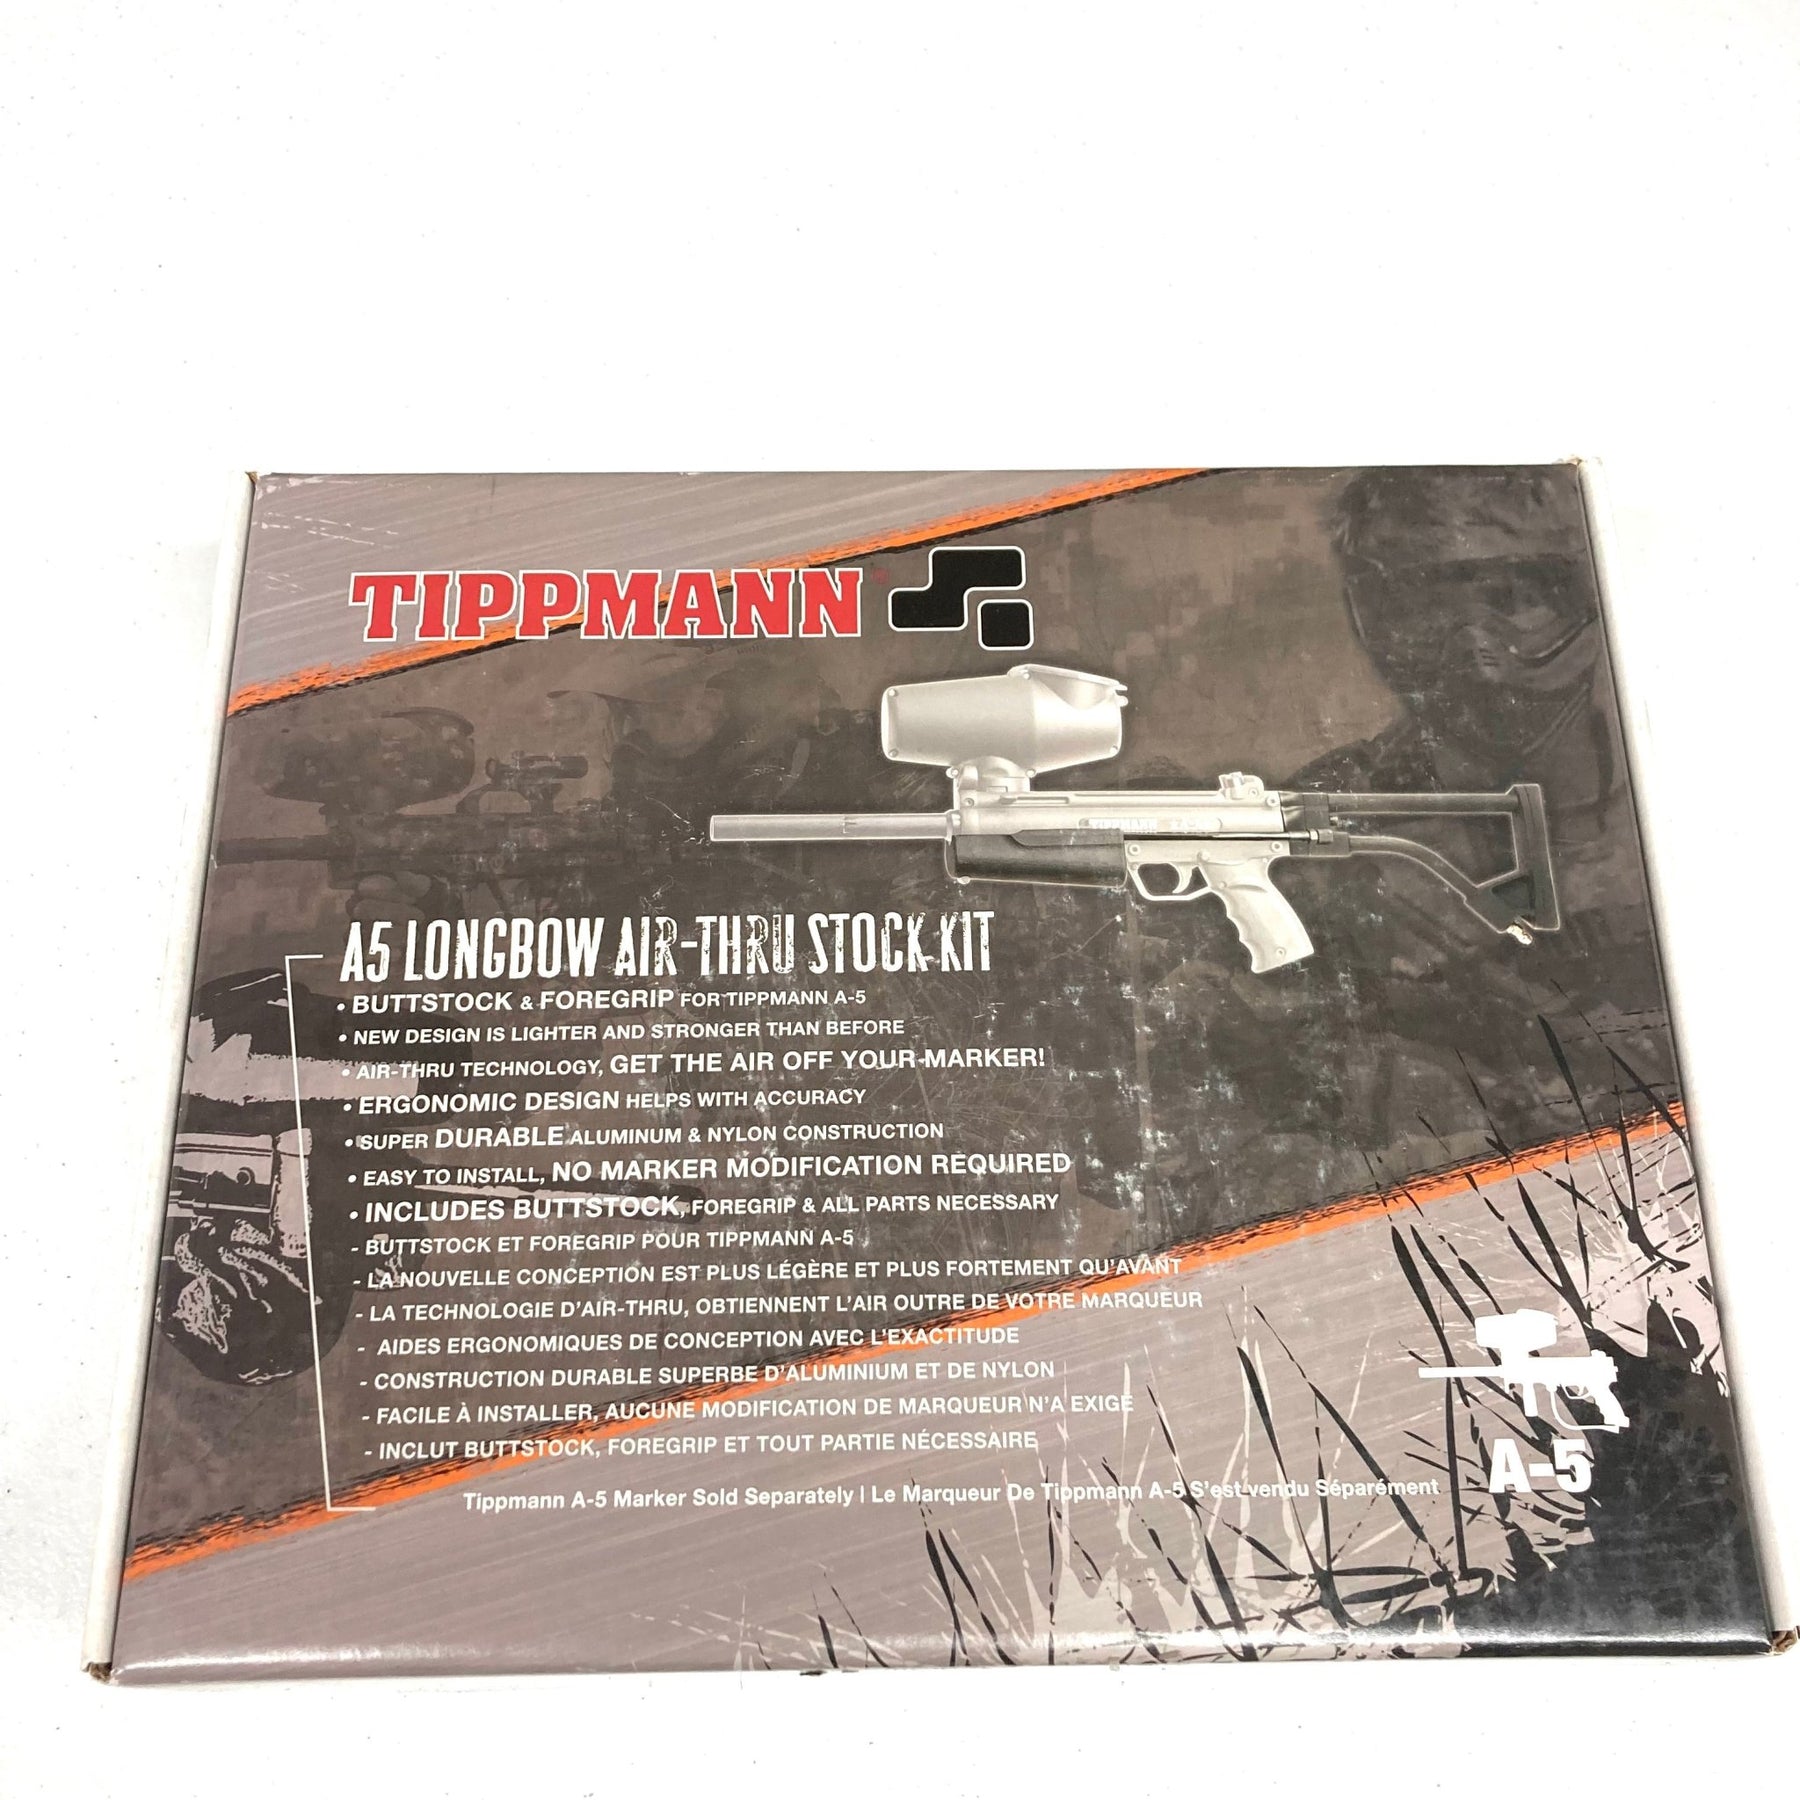 TIPPMANN
A5 LONGBOW AIR-THRU STOCK KIT
• BUTTSTOCK & FOREGRIP FOR TIPPMANN A-5
• NEW DESIGN IS LIGHTER AND STRONGER THAN BEFORE
• AIR-THRU TECHNOLOGY, GET THE AIR OFF YOUR MARKER!
• ERGONOMIC DESIGN HELPS WITH ACCURACY
• SUPER DURABLE ALUMINUM & NYLON CONSTRUCTION
• EASY TO INSTALL, NO MARKER MODIFICATION REQUIRED
• INCLUDES BUTTSTOCK, FOREGRIP & ALL PARTS NECESSARY
- BUTTSTOCK ET FOREGRIP POUR TIPPMANN A-5
- LA NOUVELLE CONCEPTION EST PLUS LÉGÈRE ET PLUS FORTEMENT QU'AVANT
- LA TECHNOLOGIE D'AIR-THRU, OBTIENNENT L'AIR OUTRE DE VOTRE MARQUEUR
- AIDES ERGONOMIQUES DE CONCEPTION AVEC L'EXACTITUDE
- CONSTRUCTION DURABLE SUPERBE D'ALUMINIUM ET DE NYLON
- FACILE À INSTALLER, AUCUNE MODIFICATION DE MARQUEUR N'A EXIGE
- INCLUT BUTTSTOCK, FOREGRIP ET TOUT PARTIE NÉCESSAIRE
A-5
Tippmann A-5 Marker Sold Separately | Le Marqueur De Tippmann A-5 S'est vendu Séparément